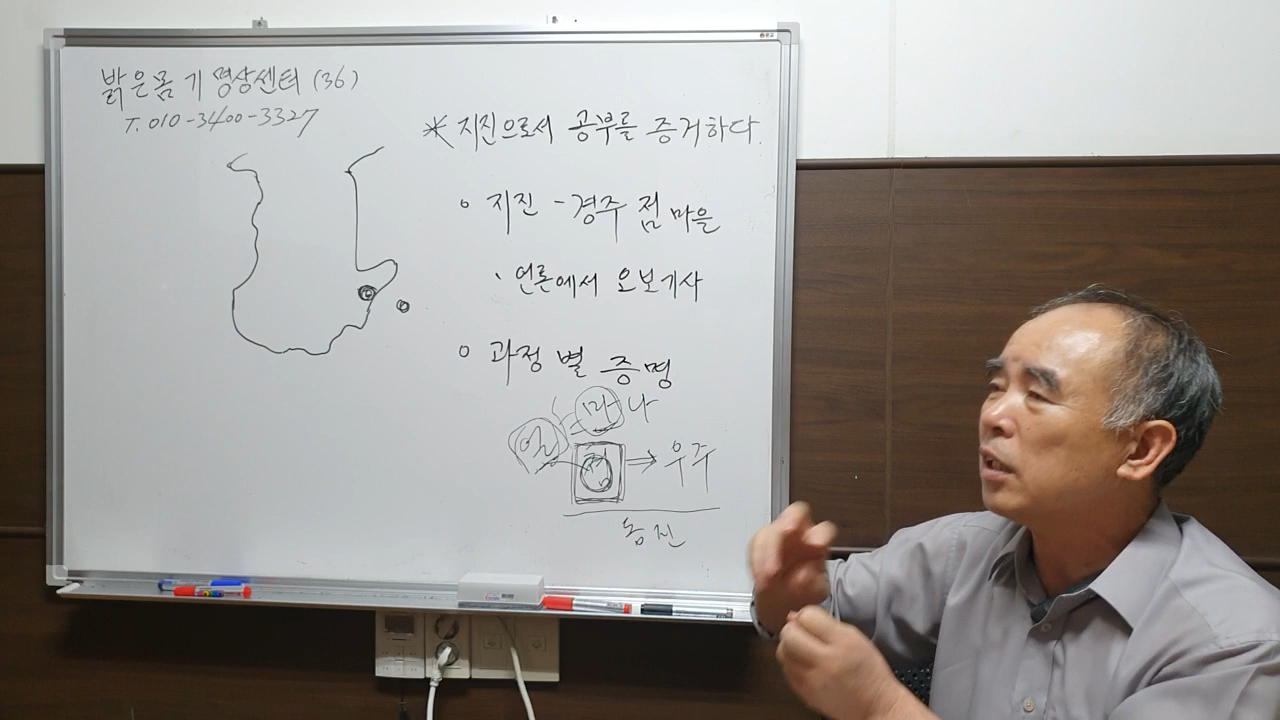 밝은몸 기 명상센터 (36)
T. 010-3400-3327
* 지진으로서 공부를 증거하다.
○ 지진 - 경주 점마을
、언론에서 오보기사
○ 과정 별 증명
마 나
얼
⇒ 우주